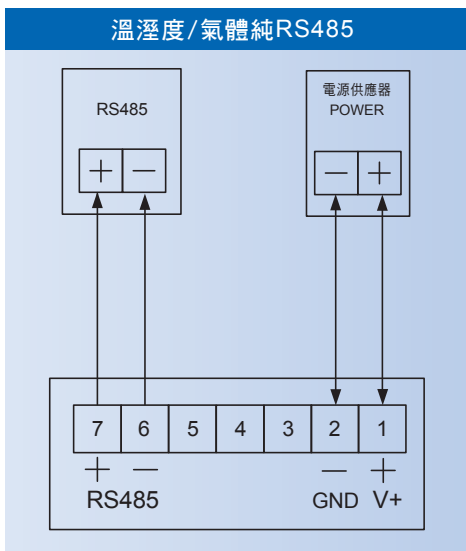 溫溼度/氣體純RS485
RS485
電源供應器
POWER
+ −
− +
7 6 5 4 3 2 1
+ − − +
RS485 GND V+